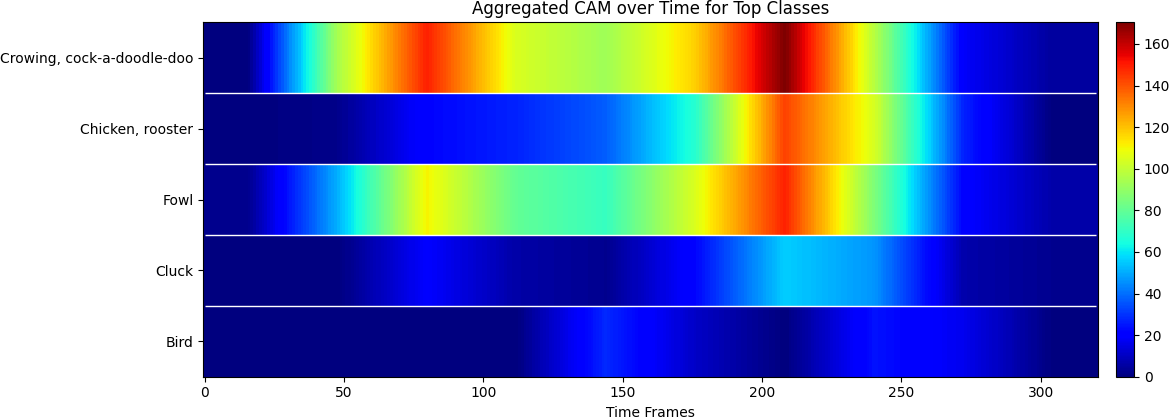 Aggregated CAM over Time for Top Classes
Crowing, cock-a-doodle-doo
Chicken, rooster
Fowl
Cluck
Bird
0 50 100 150 200 250 300
Time Frames
160
140
120
100
80
60
40
20
0